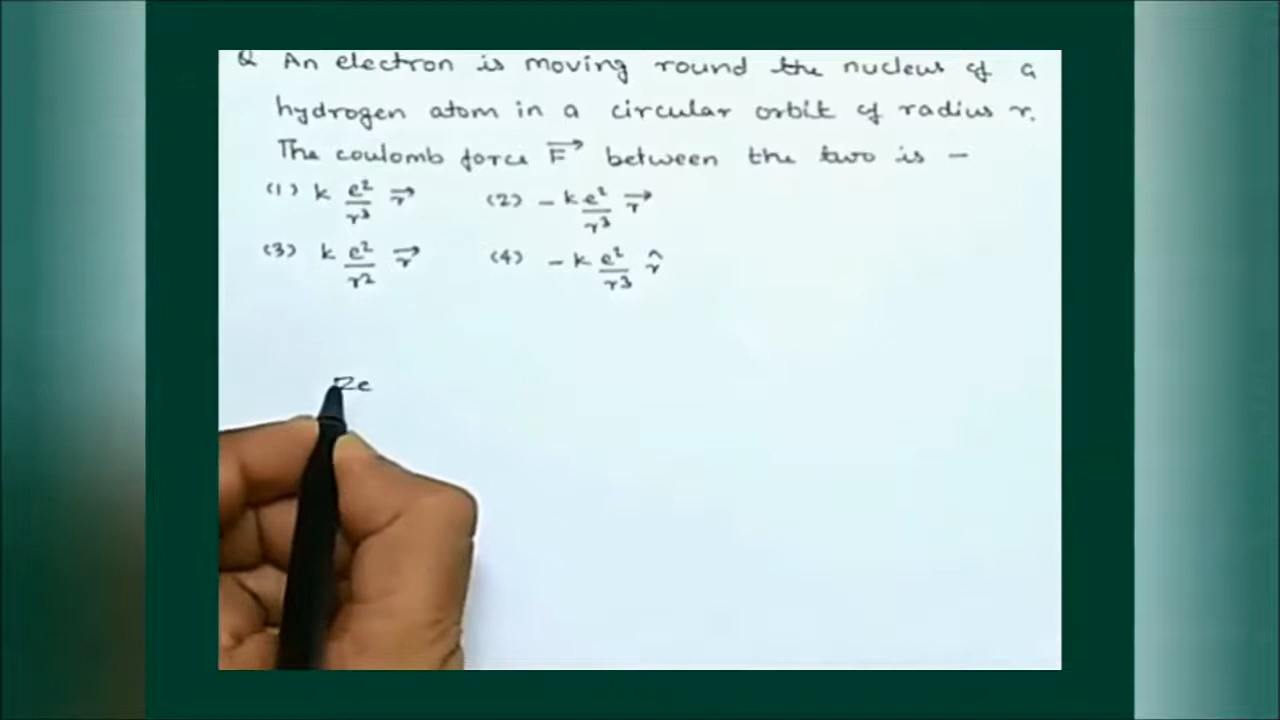 Q An electron is moving round the nucleus of a
hydrogen atom in a circular orbit of radius r.
The coulomb force F⃗ between the two is –
(1) k e²/r³ r⃗ (2) – k e²/r³ r⃗
(3) k e²/r² r⃗ (4) – k e²/r³ r̂
Ze